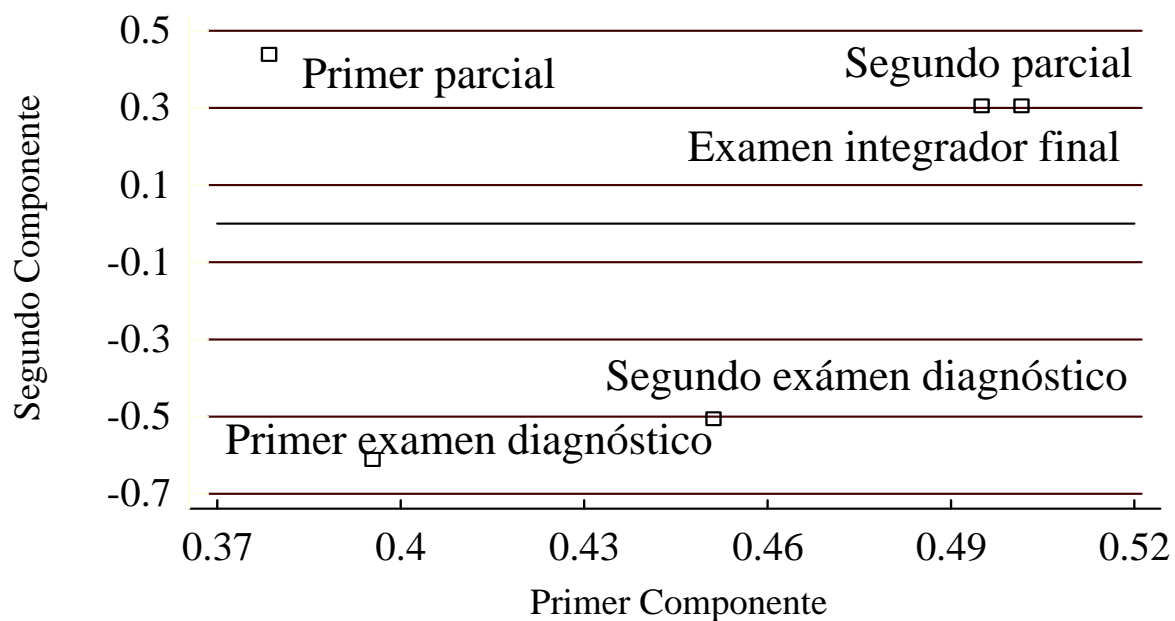 0.5
Primer parcial
Segundo parcial
0.3
Examen integrador final
0.1
-0.1
-0.3
Segundo exámen diagnóstico
-0.5
Primer examen diagnóstico
-0.7
Segundo Componente
0.37 0.4 0.43 0.46 0.49 0.52
Primer Componente